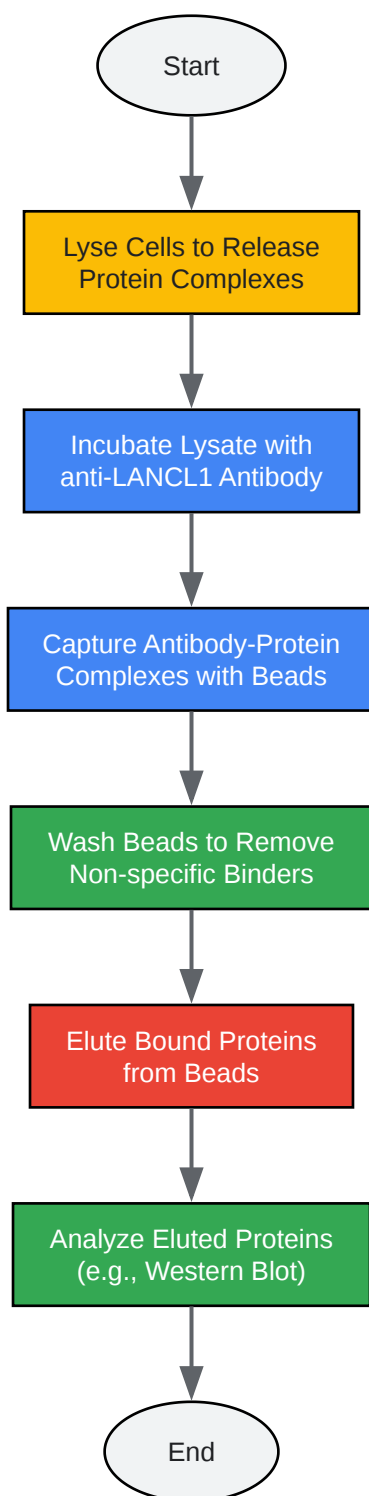 Start
Lyse Cells to Release
Protein Complexes
Incubate Lysate with
anti-LANCL1 Antibody
Capture Antibody-Protein
Complexes with Beads
Wash Beads to Remove
Non-specific Binders
Elute Bound Proteins
from Beads
Analyze Eluted Proteins
(e.g., Western Blot)
End